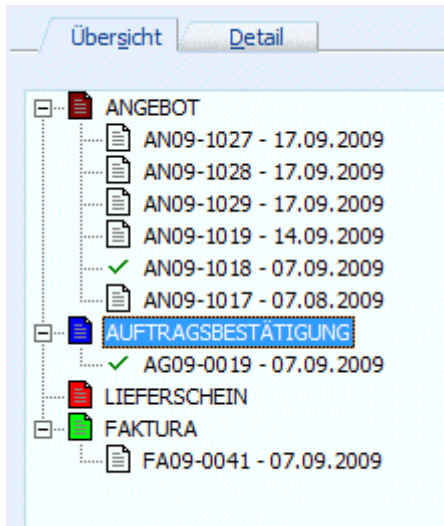 Übersicht Detail
ANGEBOT
AN09-1027 - 17.09.2009
AN09-1028 - 17.09.2009
AN09-1029 - 17.09.2009
AN09-1019 - 14.09.2009
AN09-1018 - 07.09.2009
AN09-1017 - 07.08.2009
AUFTRAGSBESTÄTIGUNG
AG09-0019 - 07.09.2009
LIEFERSCHEIN
FAKTURA
FA09-0041 - 07.09.2009